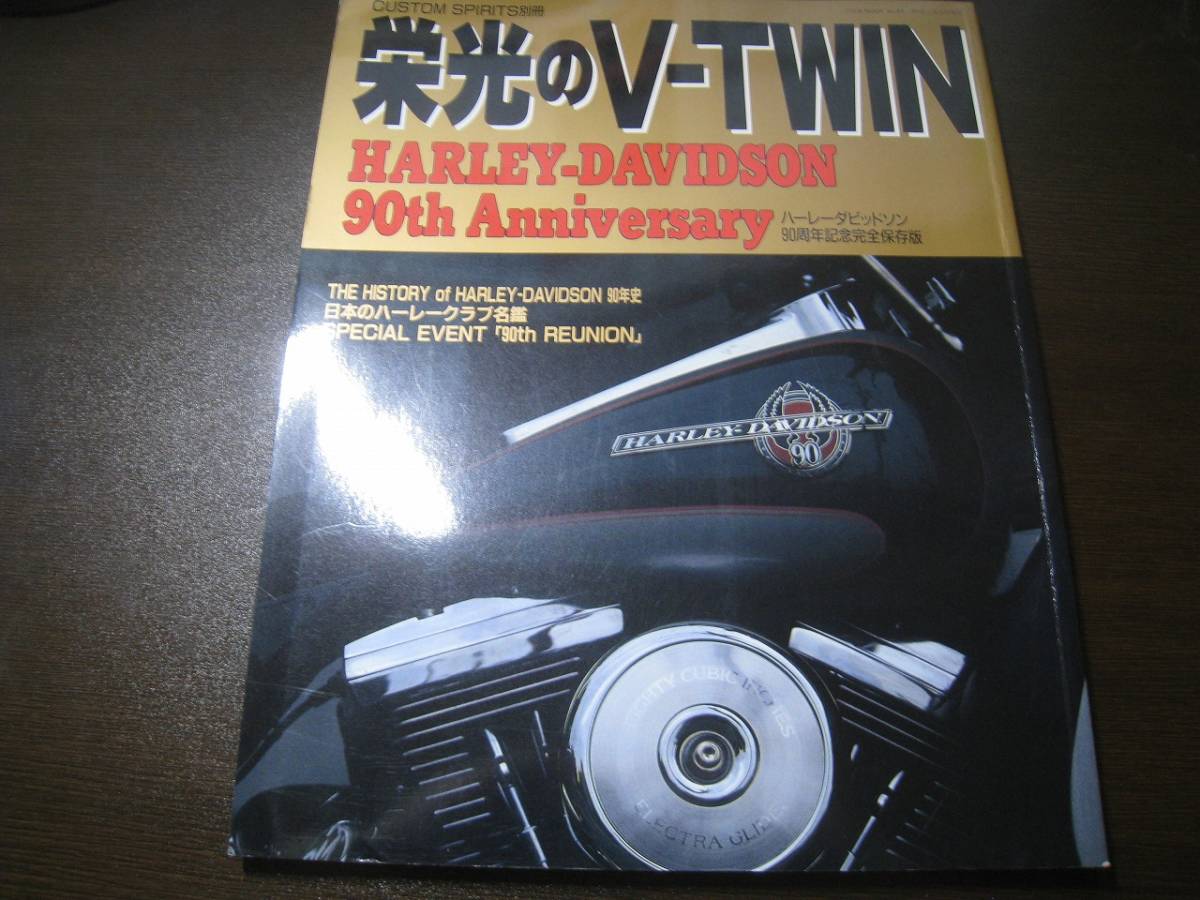 CUSTOM SPIRITS別冊
栄光のV-TWIN
HARLEY-DAVIDSON
90th Anniversary
ハーレーダビッドソン
90周年記念完全保存版
THE HISTORY of HARLEY-DAVIDSON 90年史
日本のハーレークラブ名鑑
SPECIAL EVENT「90th REUNION」
HARLEY-DAVIDSON
90
EIGHTY CUBIC INCHES
ELECTRA GLIDE